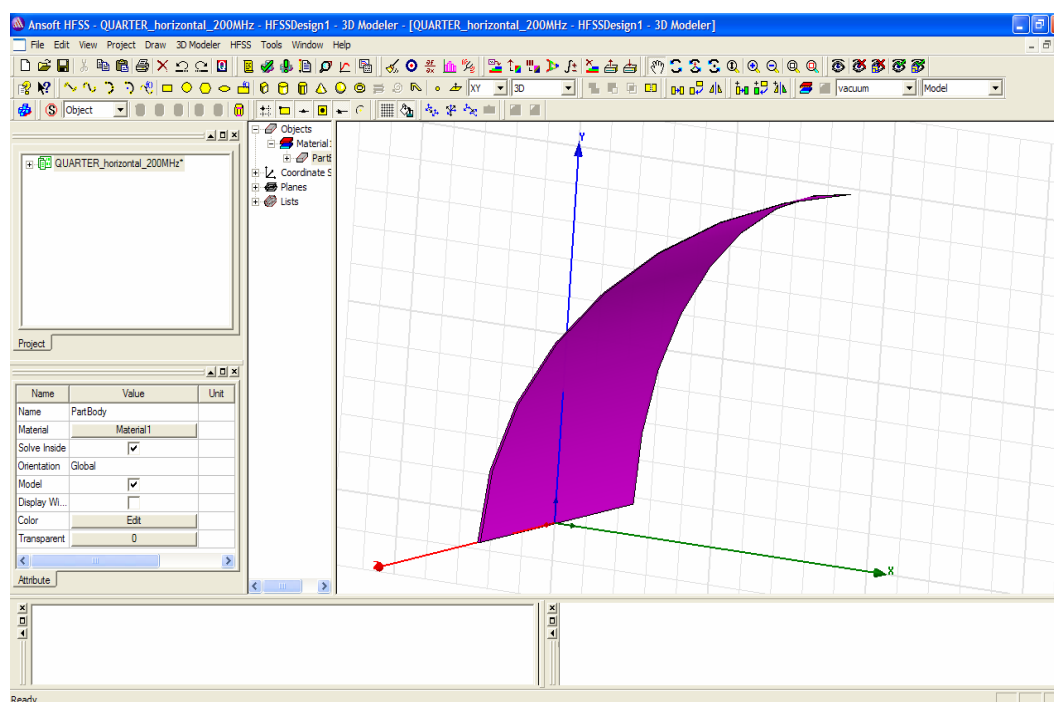 Ansoft HFSS - QUARTER_horizontal_200MHz - HFSSDesign1 - 3D Modeler - [QUARTER_horizontal_200MHz - HFSSDesign1 - 3D Modeler]
File Edit View Project Draw 3D Modeler HFSS Tools Window Help
XY 3D vacuum Model
Object
QUARTER_horizontal_200MHz*
Project
Objects
Material1
Coordinate S
Planes
Lists
Name Value Unit
Name PartBody
Material Material1
Solve Inside
Orientation Global
Model
Display Wi...
Color Edit
Transparent 0
Attribute
Y
X
Ready